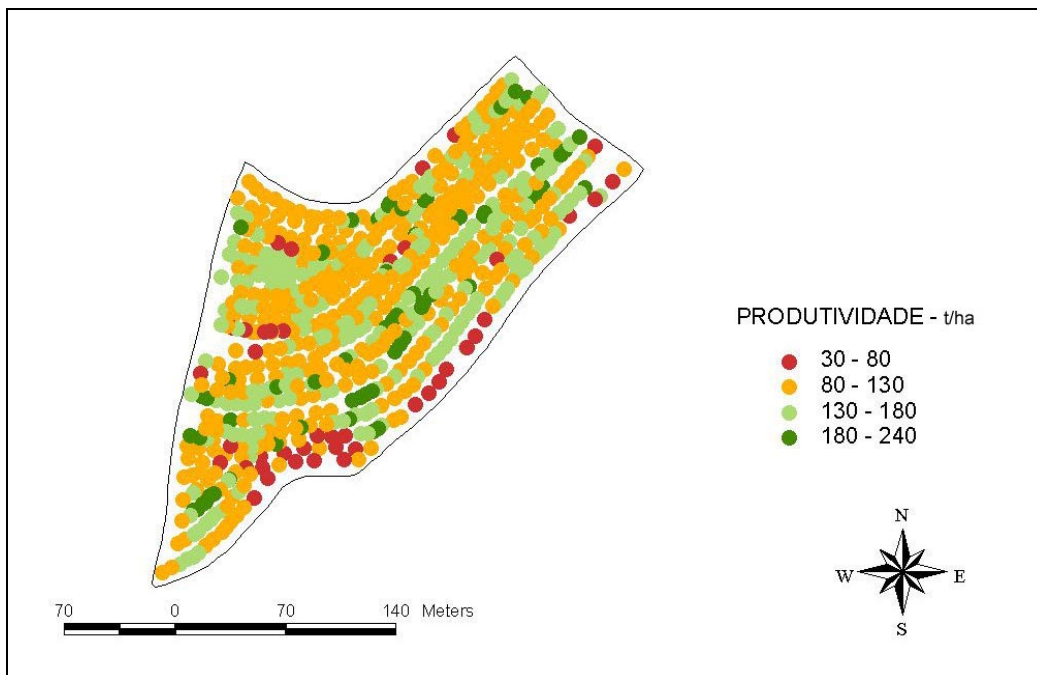 PRODUTIVIDADE - t/ha
30 - 80
80 - 130
130 - 180
180 - 240
N
W E
S
70 0 70 140 Meters